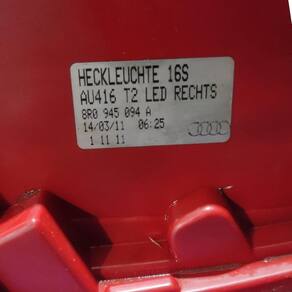 HECKLEUCHTE 16S
AU416 T2 LED RECHTS
8R0 945 094 A
14/03/11 06:25
1 11 11